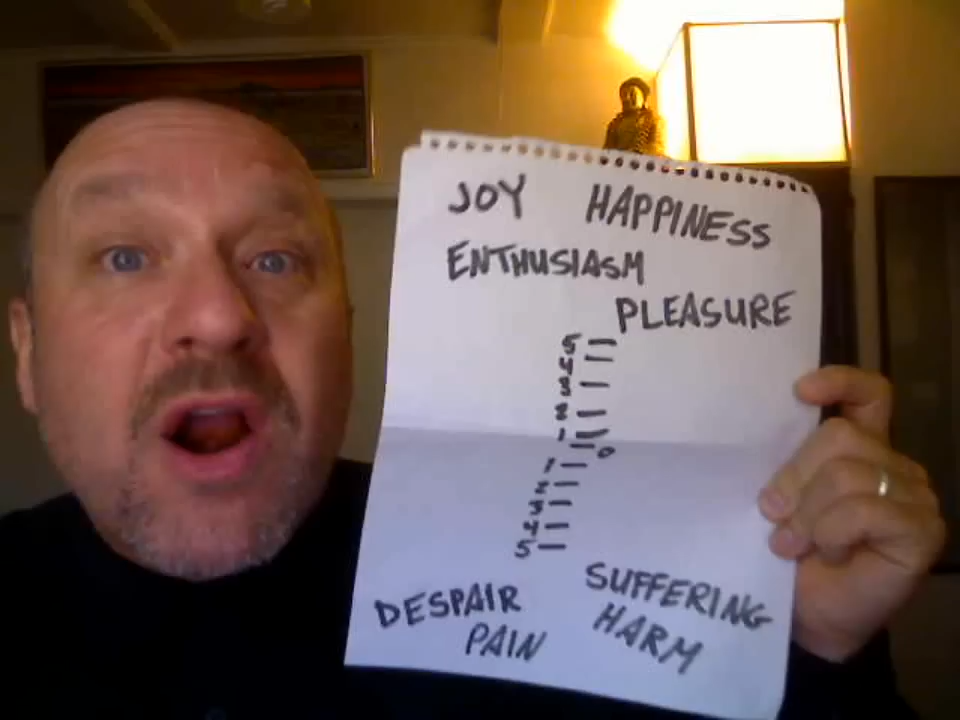 JOY HAPPINESS
ENTHUSIASM
PLEASURE
5
4
3
2
1
0
1
2
3
4
5
DESPAIR SUFFERING
PAIN HARM